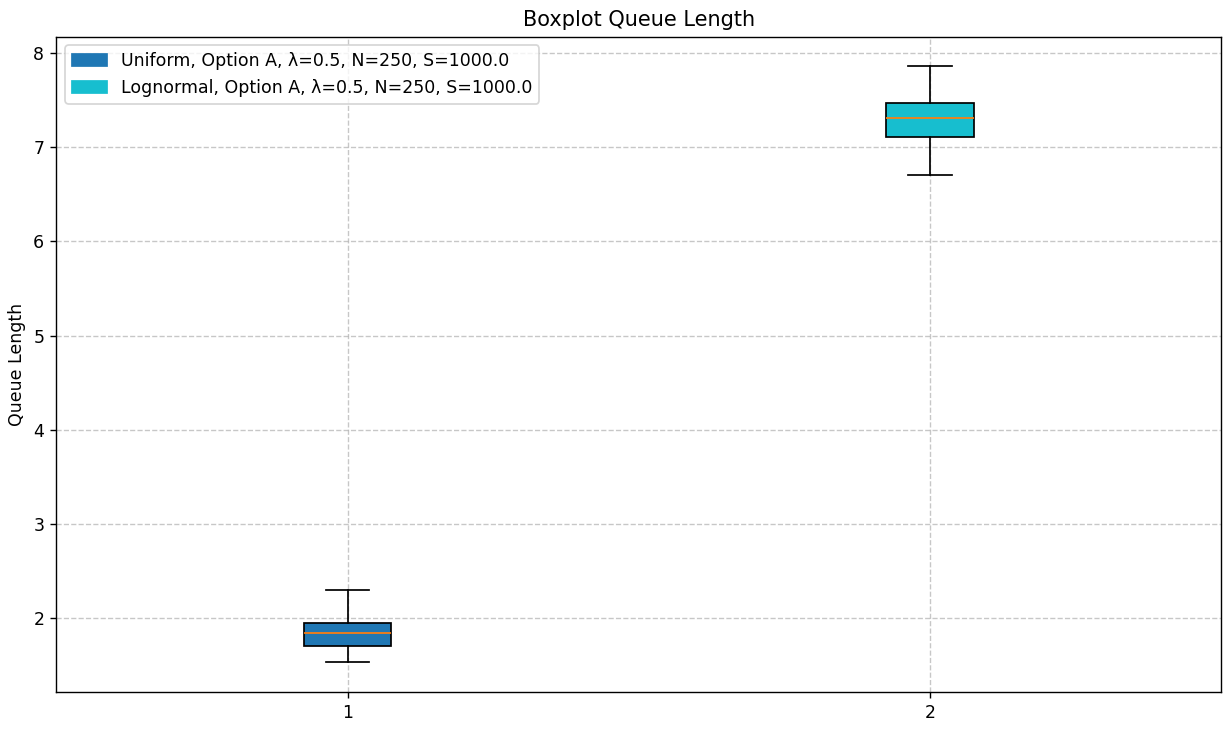 Boxplot Queue Length
Uniform, Option A, λ=0.5, N=250, S=1000.0
Lognormal, Option A, λ=0.5, N=250, S=1000.0
8
7
6
5
4
3
2
Queue Length
1
2